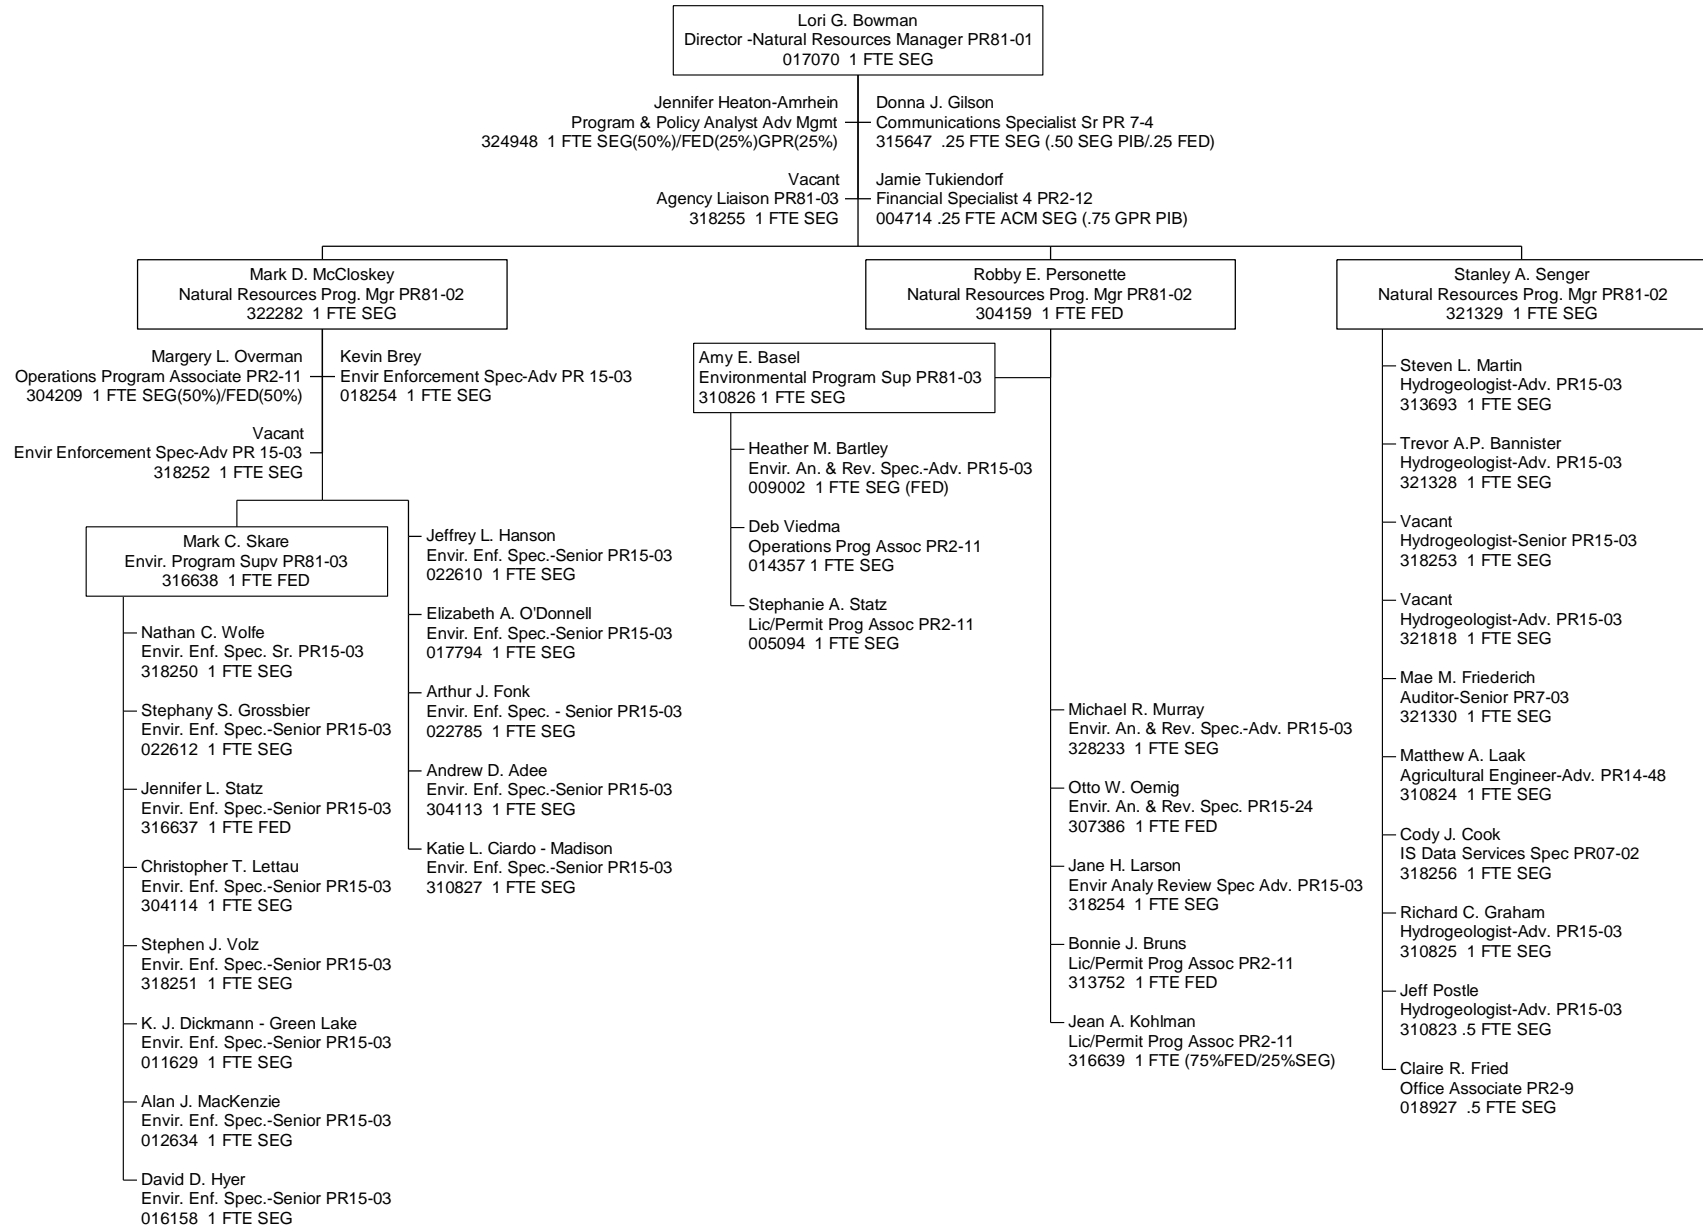 Lori G. Bowman
Director -Natural Resources Manager PR81-01
017070 1 FTE SEG
Jennifer Heaton-Amrhein
Program & Policy Analyst Adv Mgmt
324948 1 FTE SEG(50%)/FED(25%)GPR(25%)
Donna J. Gilson
Communications Specialist Sr PR 7-4
315647 .25 FTE SEG (.50 SEG PIB/.25 FED)
Vacant
Agency Liaison PR81-03
318255 1 FTE SEG
Jamie Tukiendorf
Financial Specialist 4 PR2-12
004714 .25 FTE ACM SEG (.75 GPR PIB)
Mark D. McCloskey
Natural Resources Prog. Mgr PR81-02
322282 1 FTE SEG
Margery L. Overman
Operations Program Associate PR2-11
304209 1 FTE SEG(50%)/FED(50%)
Kevin Brey
Envir Enforcement Spec-Adv PR 15-03
018254 1 FTE SEG
Vacant
Envir Enforcement Spec-Adv PR 15-03
318252 1 FTE SEG
Mark C. Skare
Envir. Program Supv PR81-03
316638 1 FTE FED
Nathan C. Wolfe
Envir. Enf. Spec. Sr. PR15-03
318250 1 FTE SEG
Stephany S. Grossbier
Envir. Enf. Spec.-Senior PR15-03
022612 1 FTE SEG
Jennifer L. Statz
Envir. Enf. Spec.-Senior PR15-03
316637 1 FTE FED
Christopher T. Lettau
Envir. Enf. Spec.-Senior PR15-03
304114 1 FTE SEG
Stephen J. Volz
Envir. Enf. Spec.-Senior PR15-03
318251 1 FTE SEG
K. J. Dickmann - Green Lake
Envir. Enf. Spec.-Senior PR15-03
011629 1 FTE SEG
Alan J. MacKenzie
Envir. Enf. Spec.-Senior PR15-03
012634 1 FTE SEG
David D. Hyer
Envir. Enf. Spec.-Senior PR15-03
016158 1 FTE SEG
Jeffrey L. Hanson
Envir. Enf. Spec.-Senior PR15-03
022610 1 FTE SEG
Elizabeth A. O'Donnell
Envir. Enf. Spec.-Senior PR15-03
017794 1 FTE SEG
Arthur J. Fonk
Envir. Enf. Spec. - Senior PR15-03
022785 1 FTE SEG
Andrew D. Adee
Envir. Enf. Spec.-Senior PR15-03
304113 1 FTE SEG
Katie L. Ciardo - Madison
Envir. Enf. Spec.-Senior PR15-03
310827 1 FTE SEG
Robby E. Personette
Natural Resources Prog. Mgr PR81-02
304159 1 FTE FED
Amy E. Basel
Environmental Program Sup PR81-03
310826 1 FTE SEG
Heather M. Bartley
Envir. An. & Rev. Spec.-Adv. PR15-03
009002 1 FTE SEG (FED)
Deb Viedma
Operations Prog Assoc PR2-11
014357 1 FTE SEG
Stephanie A. Statz
Lic/Permit Prog Assoc PR2-11
005094 1 FTE SEG
Michael R. Murray
Envir. An. & Rev. Spec.-Adv. PR15-03
328233 1 FTE SEG
Otto W. Oemig
Envir. An. & Rev. Spec. PR15-24
307386 1 FTE FED
Jane H. Larson
Envir Analy Review Spec Adv. PR15-03
318254 1 FTE SEG
Bonnie J. Bruns
Lic/Permit Prog Assoc PR2-11
313752 1 FTE FED
Jean A. Kohlman
Lic/Permit Prog Assoc PR2-11
316639 1 FTE (75%FED/25%SEG)
Stanley A. Senger
Natural Resources Prog. Mgr PR81-02
321329 1 FTE SEG
Steven L. Martin
Hydrogeologist-Adv. PR15-03
313693 1 FTE SEG
Trevor A.P. Bannister
Hydrogeologist-Adv. PR15-03
321328 1 FTE SEG
Vacant
Hydrogeologist-Senior PR15-03
318253 1 FTE SEG
Vacant
Hydrogeologist-Adv. PR15-03
321818 1 FTE SEG
Mae M. Friederich
Auditor-Senior PR7-03
321330 1 FTE SEG
Matthew A. Laak
Agricultural Engineer-Adv. PR14-48
310824 1 FTE SEG
Cody J. Cook
IS Data Services Spec PR07-02
318256 1 FTE SEG
Richard C. Graham
Hydrogeologist-Adv. PR15-03
310825 1 FTE SEG
Jeff Postle
Hydrogeologist-Adv. PR15-03
310823 .5 FTE SEG
Claire R. Fried
Office Associate PR2-9
018927 .5 FTE SEG